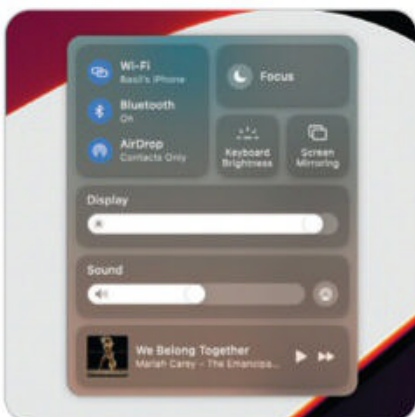 Wi-Fi
Basil's iPhone
Bluetooth
On
AirDrop
Contacts Only
Focus
Keyboard
Brightness
Screen
Mirroring
Display
Sound
We Belong Together
Mariah Carey – The Emancipa...